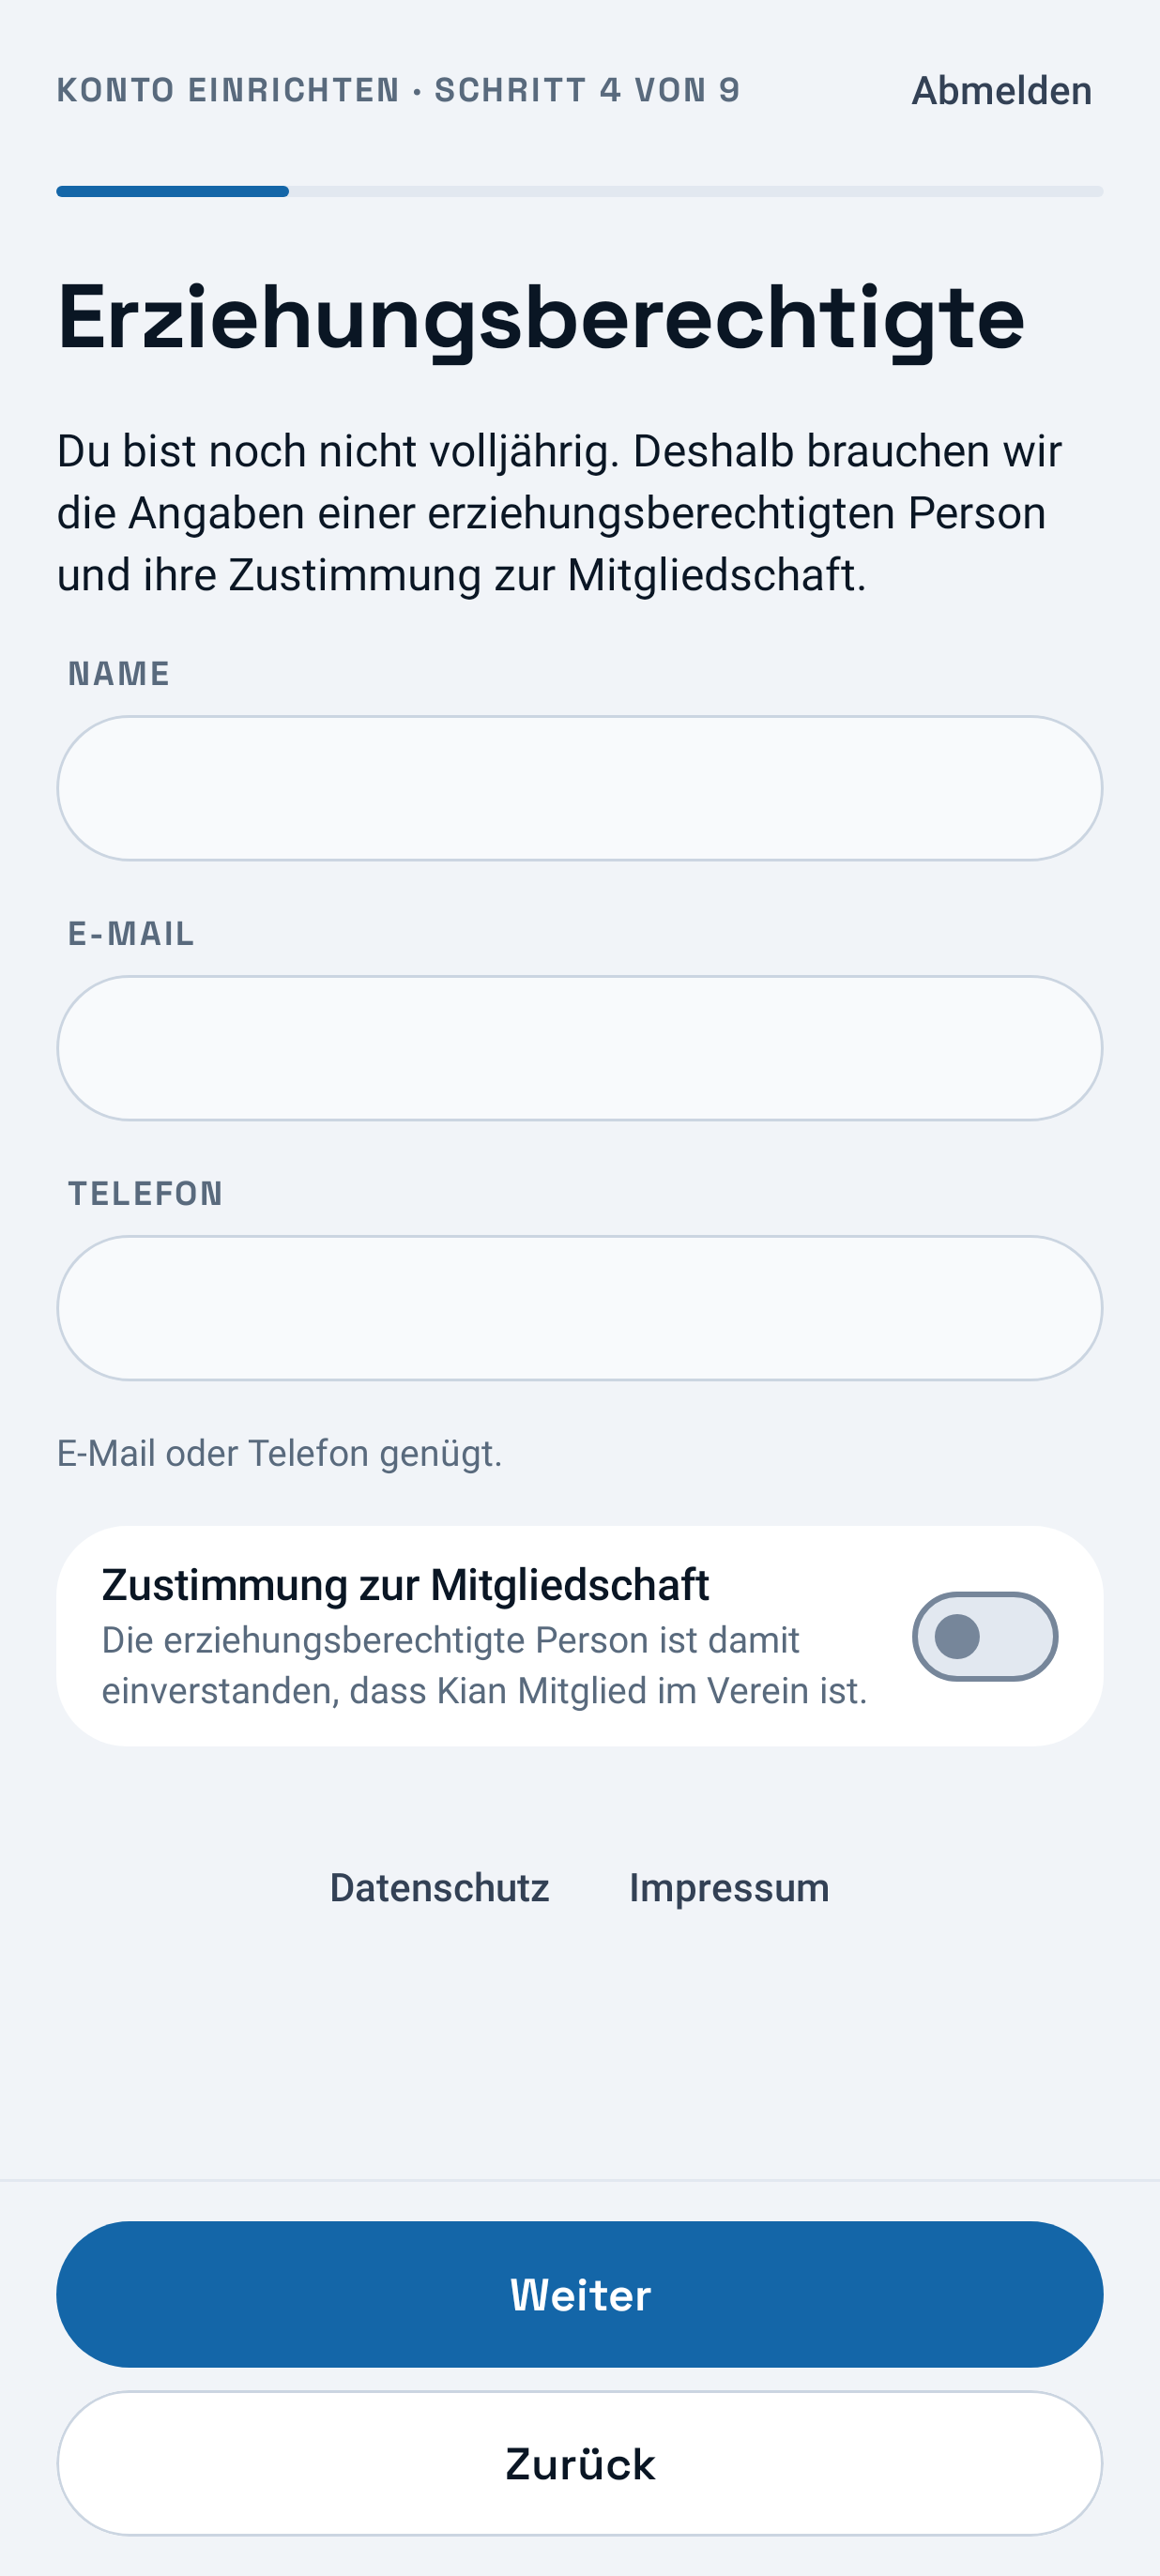 KONTO EINRICHTEN · SCHRITT 4 VON 9
Abmelden
Erziehungsberechtigte
Du bist noch nicht volljährig. Deshalb brauchen wir
die Angaben einer erziehungsberechtigten Person
und ihre Zustimmung zur Mitgliedschaft.
NAME
E-MAIL
TELEFON
E-Mail oder Telefon genügt.
Zustimmung zur Mitgliedschaft
Die erziehungsberechtigte Person ist damit
einverstanden, dass Kian Mitglied im Verein ist.
Datenschutz
Impressum
Weiter
Zurück